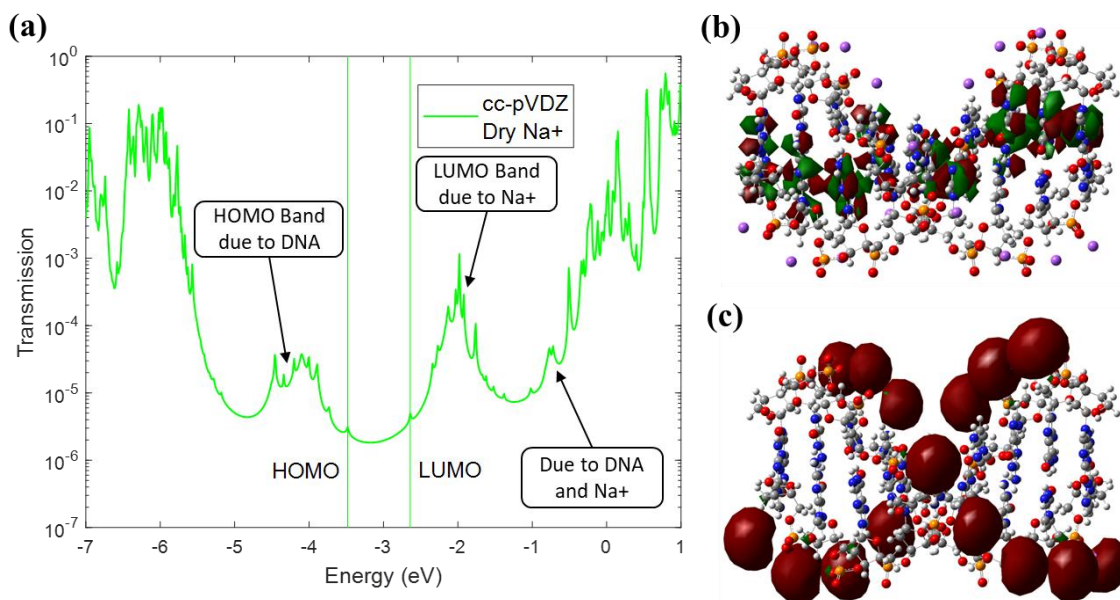 (a)
(b)
(c)
Transmission
10^0
10^-1
10^-2
10^-3
10^-4
10^-5
10^-6
10^-7
cc-pVDZ
Dry Na+
LUMO Band
due to Na+
HOMO Band
due to DNA
HOMO
LUMO
Due to DNA
and Na+
-7 -6 -5 -4 -3 -2 -1 0 1
Energy (eV)